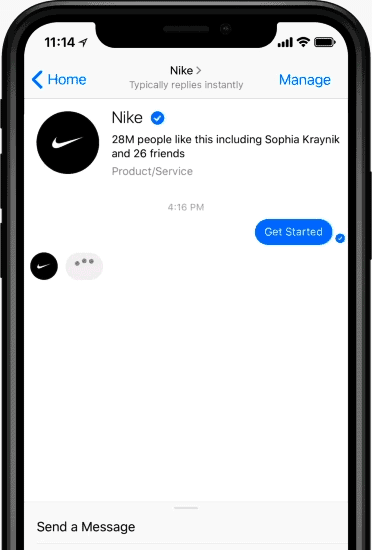 11:14
Home
Nike
Typically replies instantly
Manage
Nike
28M people like this including Sophia Kraynik
and 26 friends
Product/Service
4:16 PM
Get Started
Send a Message